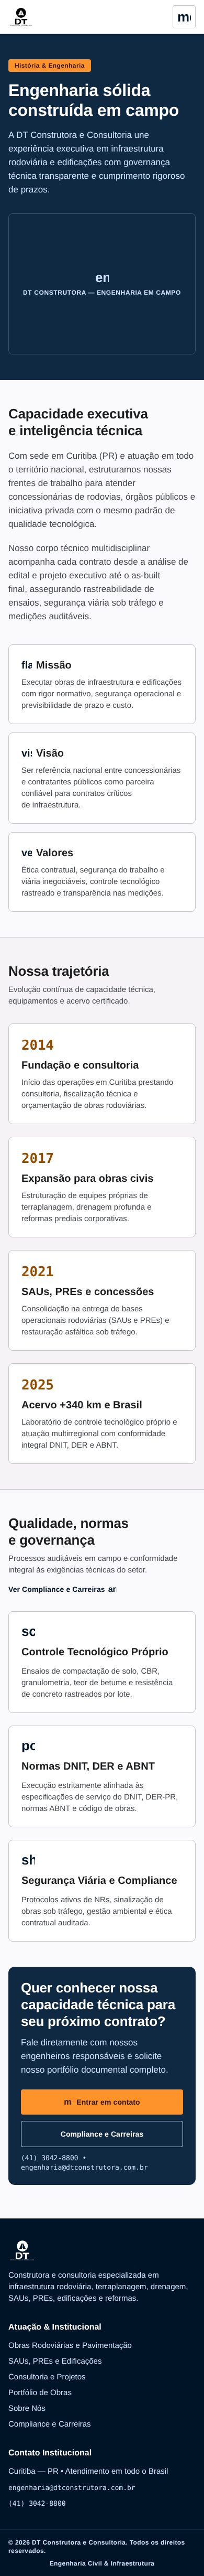 DT
História & Engenharia
Engenharia sólida
construída em campo
A DT Construtora e Consultoria une
experiência executiva em infraestrutura
rodoviária e edificações com governança
técnica transparente e cumprimento rigoroso
de prazos.
DT CONSTRUTORA — ENGENHARIA EM CAMPO
Capacidade executiva
e inteligência técnica
Com sede em Curitiba (PR) e atuação em todo
o território nacional, estruturamos nossas
frentes de trabalho para atender
concessionárias de rodovias, órgãos públicos e
iniciativa privada com o mesmo padrão de
qualidade tecnológica.
Nosso corpo técnico multidisciplinar
acompanha cada contrato desde a análise de
edital e projeto executivo até o as-built
final, assegurando rastreabilidade de
ensaios, segurança viária sob tráfego e
medições auditáveis.
Missão
Executar obras de infraestrutura e edificações
com rigor normativo, segurança operacional e
previsibilidade de prazo e custo.
Visão
Ser referência nacional entre concessionárias
e contratantes públicos como parceira
confiável para contratos críticos
de infraestrutura.
Valores
Ética contratual, segurança do trabalho e
viária inegociáveis, controle tecnológico
rastreado e transparência nas medições.
Nossa trajetória
Evolução contínua de capacidade técnica,
equipamentos e acervo certificado.
2014
Fundação e consultoria
Início das operações em Curitiba prestando
consultoria, fiscalização técnica e
orçamentação de obras rodoviárias.
2017
Expansão para obras civis
Estruturação de equipes próprias de
terraplanagem, drenagem profunda e
reformas prediais corporativas.
2021
SAUs, PREs e concessões
Consolidação na entrega de bases
operacionais rodoviárias (SAUs e PREs) e
restauração asfáltica sob tráfego.
2025
Acervo +340 km e Brasil
Laboratório de controle tecnológico próprio e
atuação multirregional com conformidade
integral DNIT, DER e ABNT.
Qualidade, normas
e governança
Processos auditáveis em campo e conformidade
integral às exigências técnicas do setor.
Ver Compliance e Carreiras ar
Controle Tecnológico Próprio
Ensaios de compactação de solo, CBR,
granulometria, teor de betume e resistência
de concreto rastreados por lote.
Normas DNIT, DER e ABNT
Execução estritamente alinhada às
especificações de serviço do DNIT, DER-PR,
normas ABNT e código de obras.
sh
Segurança Viária e Compliance
Protocolos ativos de NRs, sinalização de
obras sob tráfego, gestão ambiental e ética
contratual auditada.
Quer conhecer nossa
capacidade técnica para
seu próximo contrato?
Fale diretamente com nossos
engenheiros responsáveis e solicite
nosso portfólio documental completo.
Entrar em contato
Compliance e Carreiras
(41) 3042-8800 •
engenharia@dtconstrutora.com.br
DT
Construtora e consultoria especializada em
infraestrutura rodoviária, terraplenagem, drenagem,
SAUs, PREs, edificações e reformas.
Atuação & Institucional
Obras Rodoviárias e Pavimentação
SAUs, PREs e Edificações
Consultoria e Projetos
Portfólio de Obras
Sobre Nós
Compliance e Carreiras
Contato Institucional
Curitiba — PR • Atendimento em todo o Brasil
engenharia@dtconstrutora.com.br
(41) 3042-8800
© 2026 DT Construtora e Consultoria. Todos os direitos
reservados.
Engenharia Civil & Infraestrutura